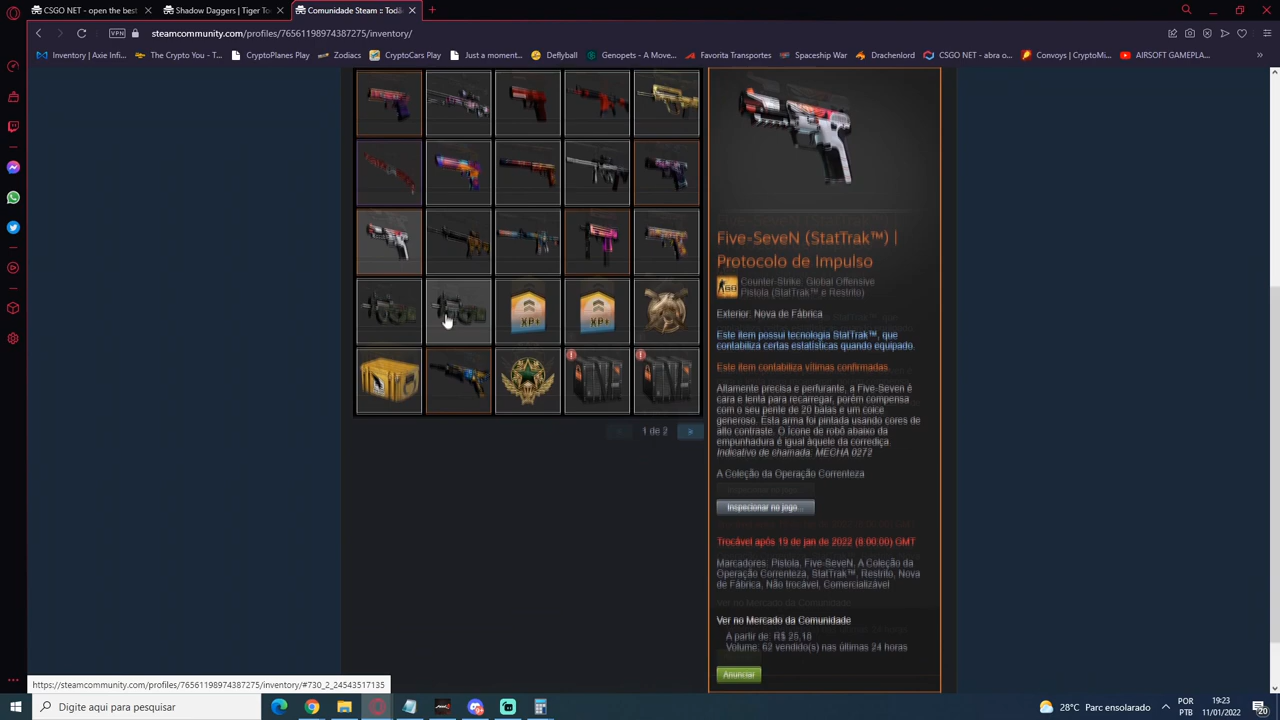 CSGO NET - open the best
Shadow Daggers | Tiger To
Comunidade Steam :: Todi
VPN
steamcommunity.com/profiles/76561198974387275/inventory/
Inventory | Axie Infi...
The Crypto You - T...
CryptoPlanes Play
Zodiacs
CryptoCars Play
Just a moment...
Deflyball
Genopets - A Move...
Favorita Transportes
Spaceship War
Drachenlord
CSGO NET - abra o...
Convoys | CryptoMi...
AIRSOFT GAMEPLA...
Five-SeveN (StatTrak™) |
Protocolo de Impulso
Counter-Strike: Global Offensive
Pistola (StatTrak™ e Restrito)
Exterior: Nova de Fábrica
Este item possui tecnologia StatTrak™, que
contabiliza certas estatísticas quando equipado.
Este item contabiliza vítimas confirmadas.
Altamente precisa e perfurante, a Five-Seven é
cara e lenta para recarregar, porém compensa
com o seu pente de 20 balas e um coice
generoso. Esta arma foi pintada usando cores de
alto contraste. O ícone de robô abaixo da
empunhadura é igual àquele da corrediça.
Indicativo de chamada: MECHA 0272
A Coleção da Operação Correnteza
Inspecionar no jogo...
Trocável após 19 de jan de 2022 (8:00:00) GMT
Marcadores: Pistola, Five-SeveN, A Coleção da
Operação Correnteza, StatTrak™, Restrito, Nova
de Fábrica, Não trocável, Comercializável
Ver no Mercado da Comunidade
A partir de: R$ 25,16
Volume: 62 vendido(s) nas últimas 24 horas
Anunciar
XP+
XP+
1 de 2
https://steamcommunity.com/profiles/76561198974387275/inventory/#730_2_24543517135
Digite aqui para pesquisar
28°C Parc ensolarado
POR
PTB
19:23
11/01/2022
20